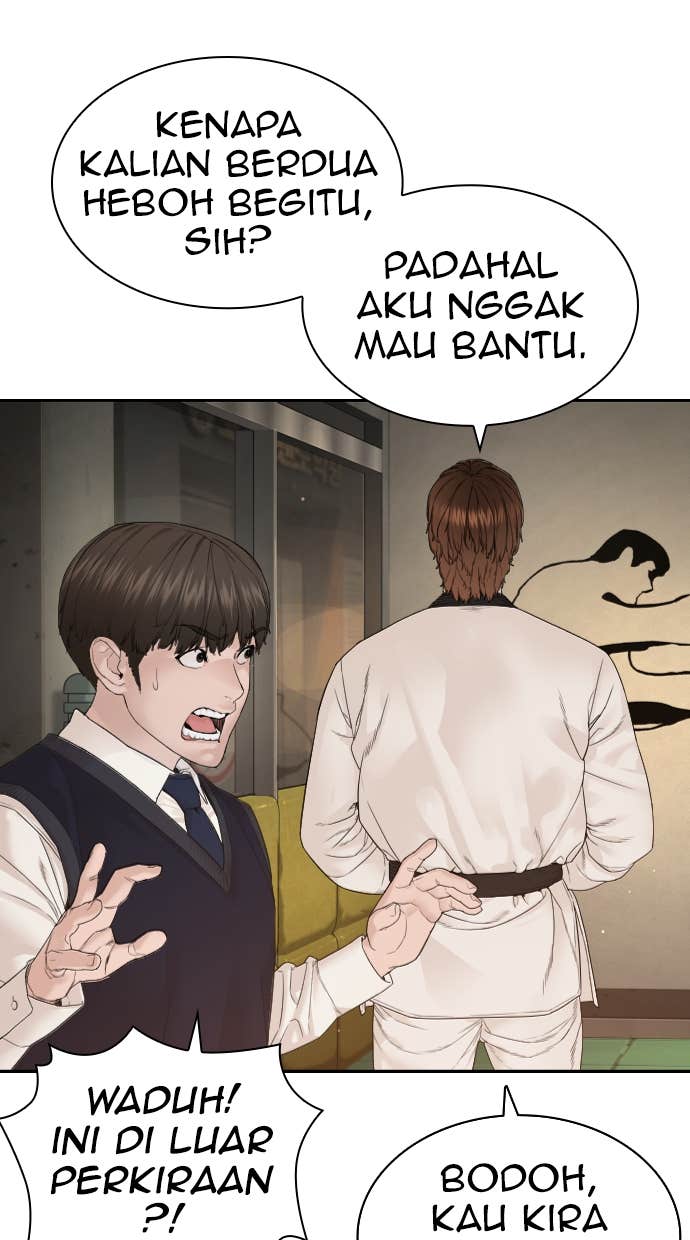 KENAPA
KALIAN BERDUA
HEBOH BEGITU,
SIH?
PADAHAL
AKU NGGAK
MAU BANTU.
WADUH!
INI DI LUAR
PERKIRAAN
?!
BODOH,
KAU KIRA